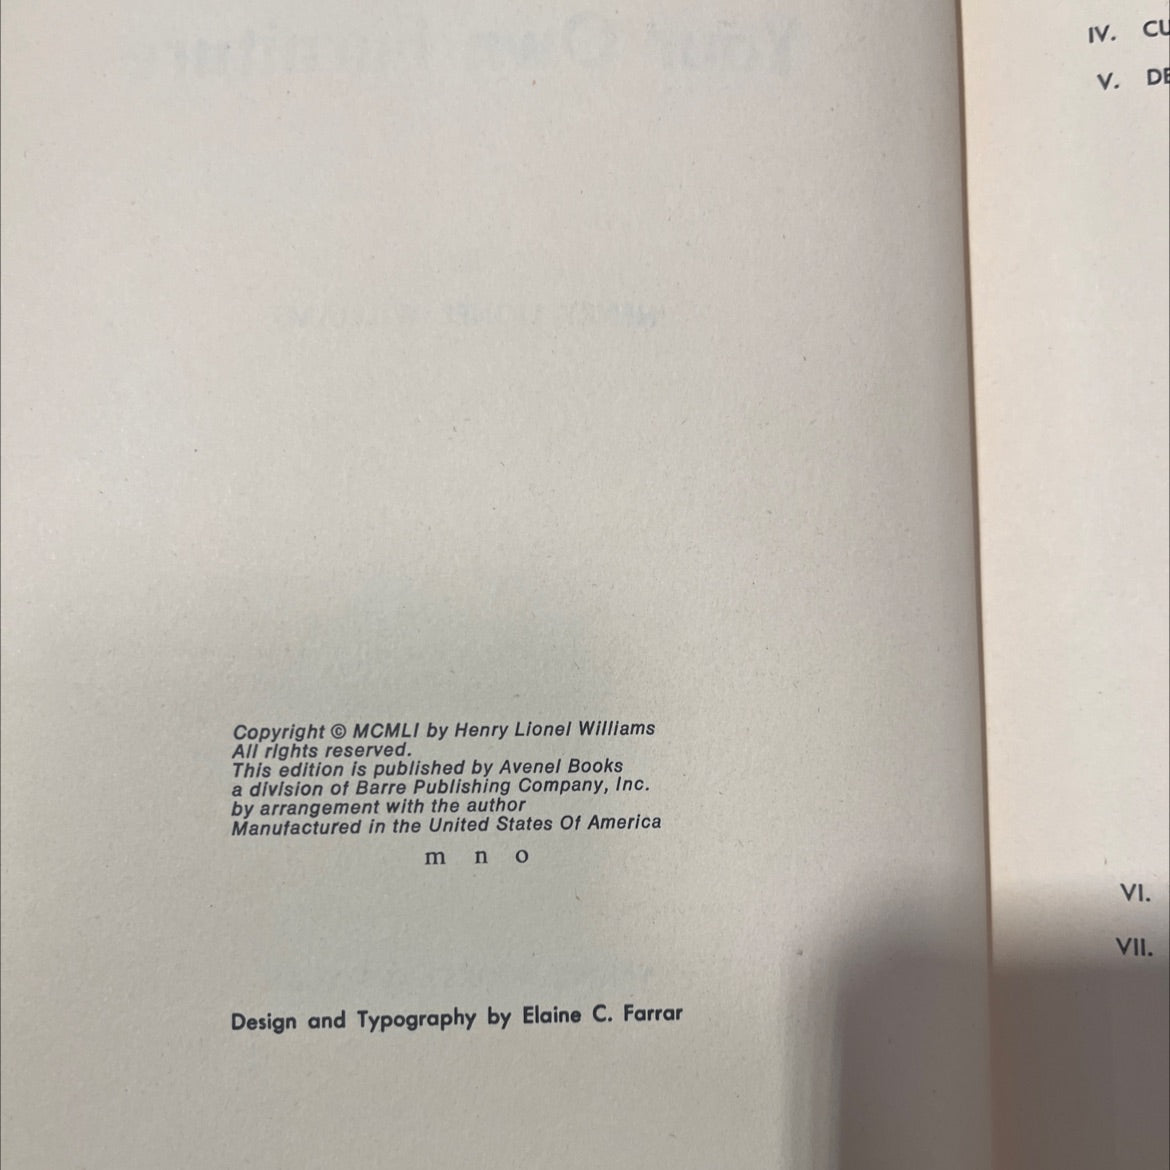 Copyright © MCMLI by Henry Lionel Williams
All rights reserved.
This edition is published by Avenel Books
a division of Barre Publishing Company, Inc.
by arrangement with the author
Manufactured in the United States Of America
m n o
Design and Typography by Elaine C. Farrar
IV. CU
V. DE
VI.
VII.